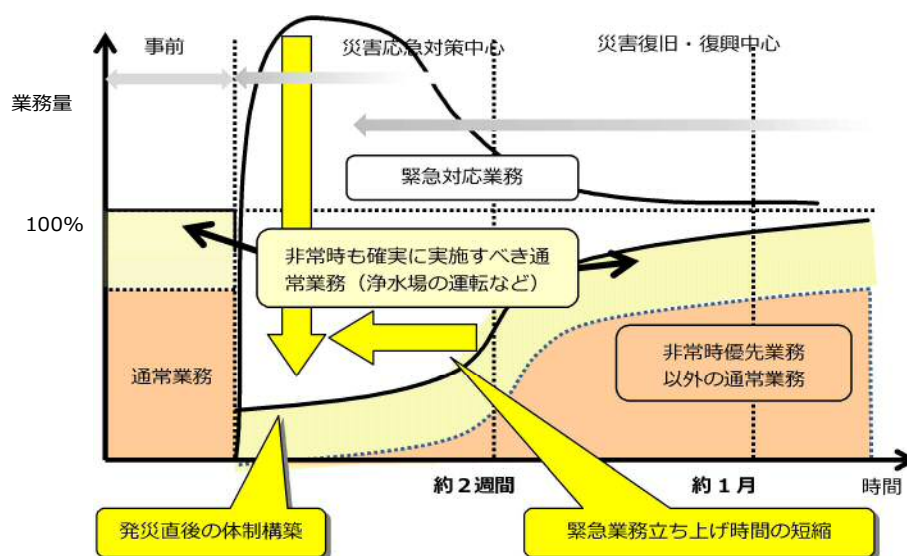 事前
災害応急対策中心
災害復旧・復興中心
業務量
緊急対応業務
100%
非常時も確実に実施すべき通
常業務（浄水場の運転など）
通常業務
非常時優先業務
以外の通常業務
約２週間
約１月
時間
発災直後の体制構築
緊急業務立ち上げ時間の短縮